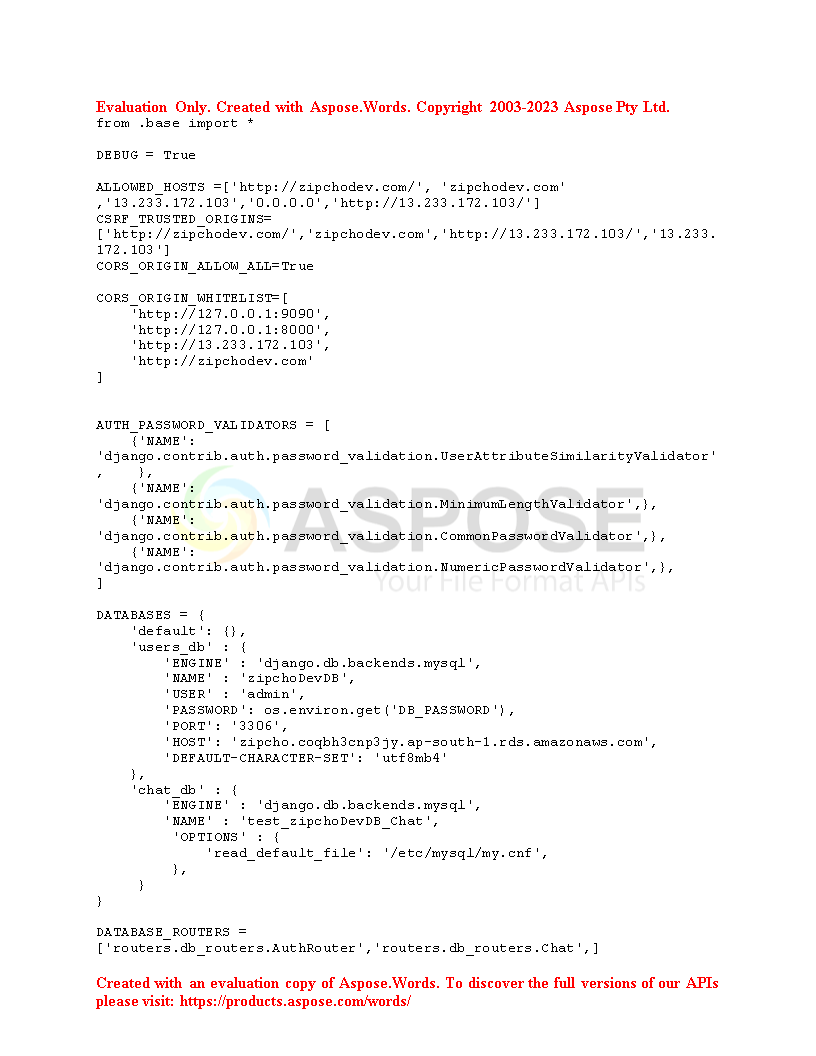 Evaluation Only. Created with Aspose.Words. Copyright 2003-2023 Aspose Pty Ltd.
from .base import *
DEBUG = True
ALLOWED_HOSTS =['http://zipchodev.com/', 'zipchodev.com'
,'13.233.172.103','0.0.0.0','http://13.233.172.103/']
CSRF_TRUSTED_ORIGINS=
['http://zipchodev.com/','zipchodev.com','http://13.233.172.103/','13.233.
172.103']
CORS_ORIGIN_ALLOW_ALL=True
CORS_ORIGIN_WHITELIST=[
    'http://127.0.0.1:9090',
    'http://127.0.0.1:8000',
    'http://13.233.172.103',
    'http://zipchodev.com'
]
AUTH_PASSWORD_VALIDATORS = [
    {'NAME':
'django.contrib.auth.password_validation.UserAttributeSimilarityValidator'
,    },
    {'NAME':
'django.contrib.auth.password_validation.MinimumLengthValidator',},
    {'NAME':
'django.contrib.auth.password_validation.CommonPasswordValidator',},
    {'NAME':
'django.contrib.auth.password_validation.NumericPasswordValidator',},
]
ASPOSE
Your File Format APIs
DATABASES = {
    'default': {},
    'users_db' : {
        'ENGINE' : 'django.db.backends.mysql',
        'NAME' : 'zipchoDevDB',
        'USER' : 'admin',
        'PASSWORD': os.environ.get('DB_PASSWORD'),
        'PORT': '3306',
        'HOST': 'zipcho.coqbh3cnp3jy.ap-south-1.rds.amazonaws.com',
        'DEFAULT-CHARACTER-SET': 'utf8mb4'
    },
    'chat_db' : {
        'ENGINE' : 'django.db.backends.mysql',
        'NAME' : 'test_zipchoDevDB_Chat',
         'OPTIONS' : {
             'read_default_file': '/etc/mysql/my.cnf',
         },
     }
}
DATABASE_ROUTERS =
['routers.db_routers.AuthRouter','routers.db_routers.Chat',]
Created with an evaluation copy of Aspose.Words. To discover the full versions of our APIs
please visit: https://products.aspose.com/words/